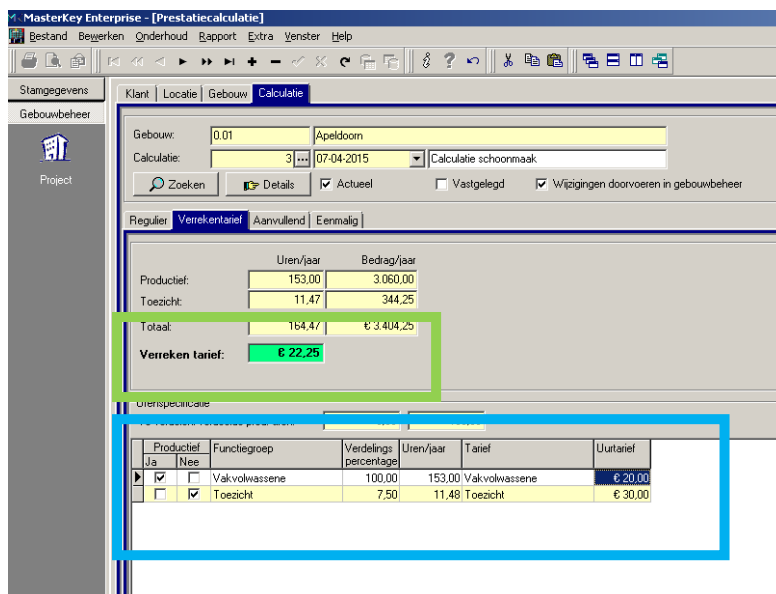 MasterKey Enterprise - [Prestatiecalculatie]
Bestand Bewerken Onderhoud Rapport Extra Venster Help
Stamgegevens
Gebouwbeheer
Project
Klant Locatie Gebouw Calculatie
Gebouw: 0.01 Apeldoorn
Calculatie: 3 ... 07-04-2015 Calculatie schoonmaak
Zoeken Details Actueel Vastgelegd Wijzigingen doorvoeren in gebouwbeheer
Regulier Verrekentarief Aanvullend Eenmalig
Uren/jaar Bedrag/jaar
Productief: 153,00 3.060,00
Toezicht: 11,47 344,25
Totaal: 164,47 € 3.404,25
Verreken tarief: € 22,25
Urenspecificatie
Productief Functiegroep Verdelings percentage Uren/jaar Tarief Uurtarief
Ja Nee
Vakvolwassene 100,00 153,00 Vakvolwassene € 20,00
Toezicht 7,50 11,48 Toezicht € 30,00